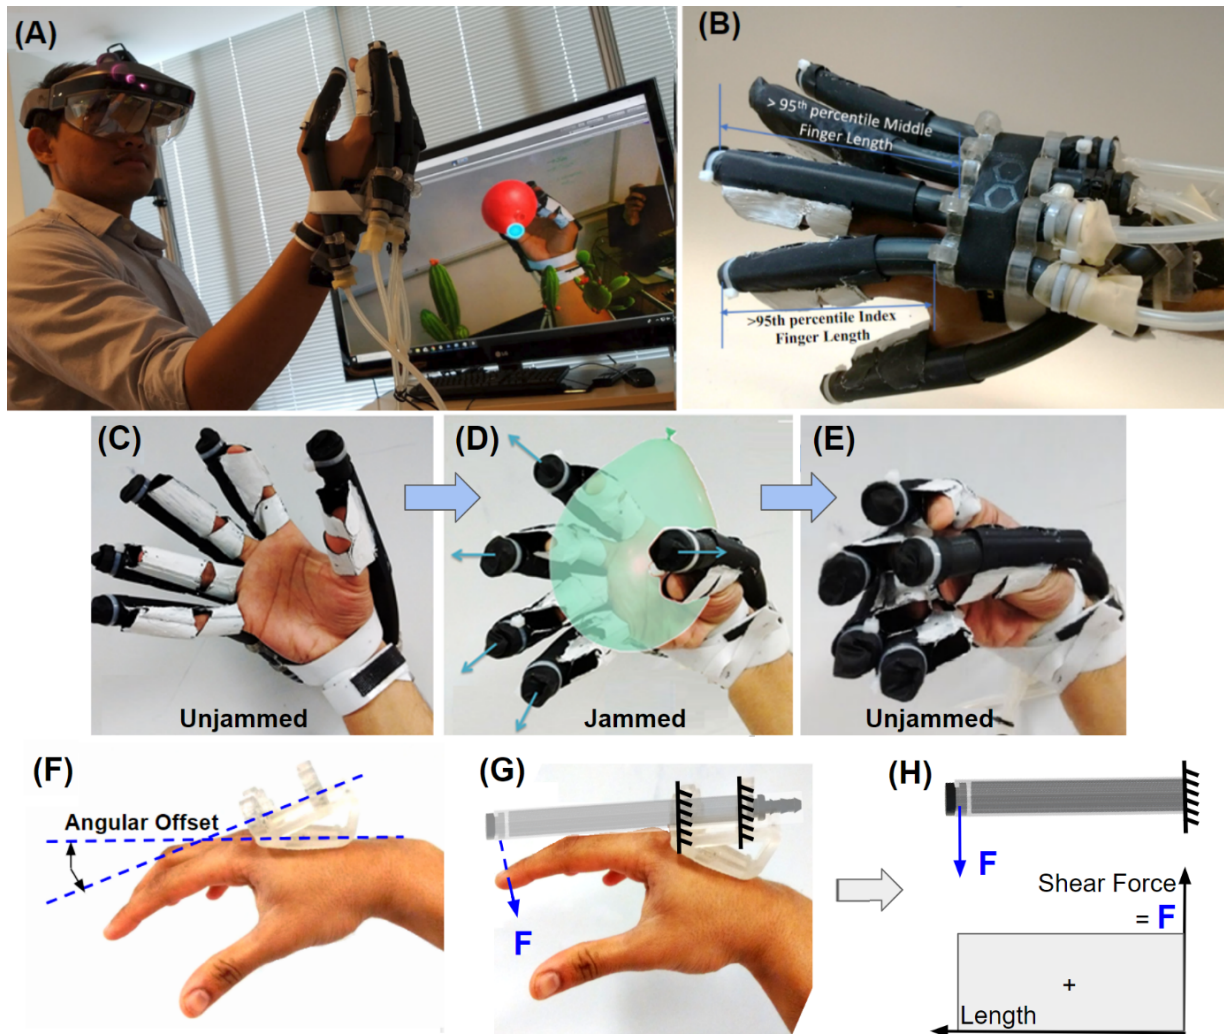 (A)
(B)
> 95th percentile Middle
Finger Length
>95th percentile Index
Finger Length
(C)
(D)
(E)
Unjammed
Jammed
Unjammed
(F)
(G)
(H)
Angular Offset
F
F
Shear Force
= F
+
Length